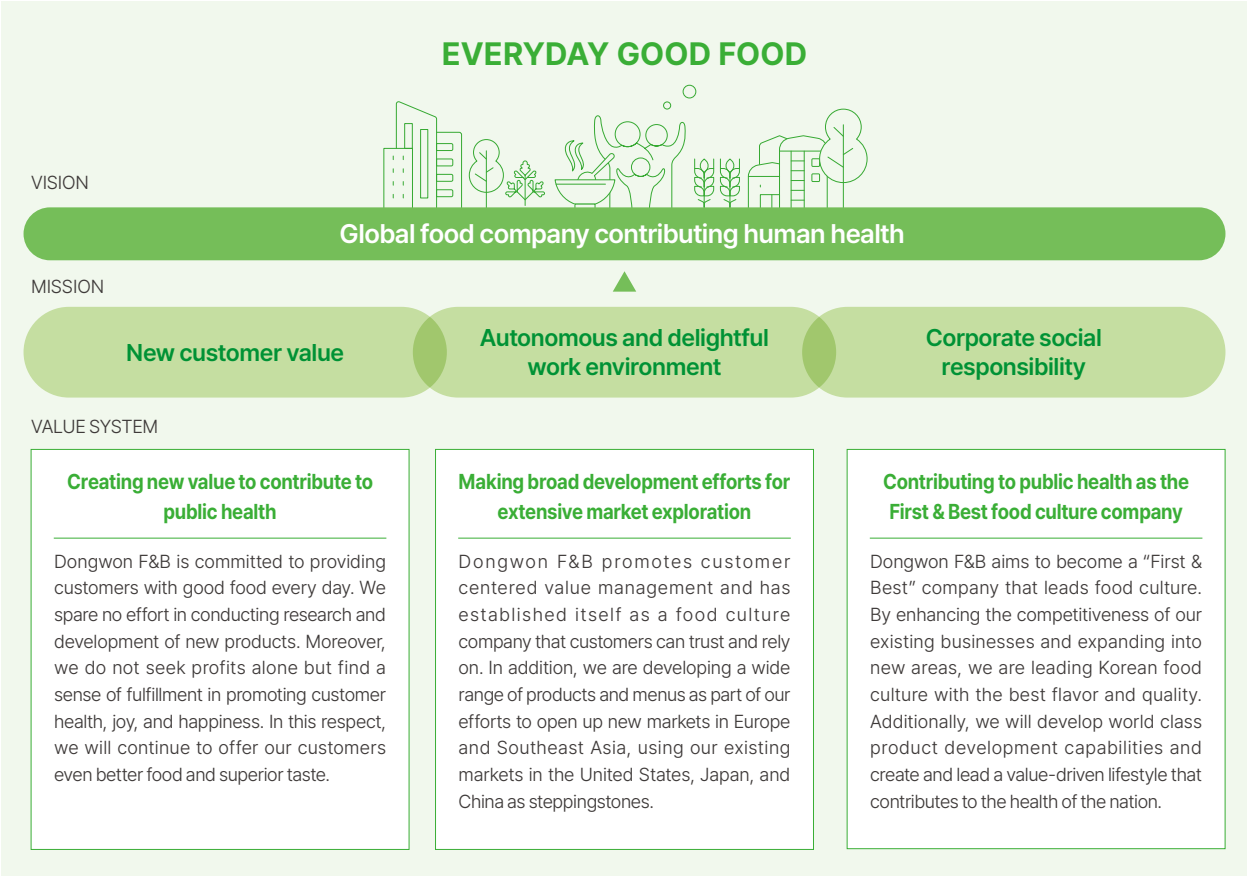 EVERYDAY GOOD FOOD
VISION
Global food company contributing human health
MISSION
New customer value
Autonomous and delightful
work environment
Corporate social
responsibility
VALUE SYSTEM
Creating new value to contribute to
public health
Dongwon F&B is committed to providing
customers with good food every day. We
spare no effort in conducting research and
development of new products. Moreover,
we do not seek profits alone but find a
sense of fulfillment in promoting customer
health, joy, and happiness. In this respect,
we will continue to offer our customers
even better food and superior taste.
Making broad development efforts for
extensive market exploration
Dongwon F&B promotes customer
centered value management and has
established itself as a food culture
company that customers can trust and rely
on. In addition, we are developing a wide
range of products and menus as part of our
efforts to open up new markets in Europe
and Southeast Asia, using our existing
markets in the United States, Japan, and
China as steppingstones.
Contributing to public health as the
First & Best food culture company
Dongwon F&B aims to become a “First &
Best” company that leads food culture.
By enhancing the competitiveness of our
existing businesses and expanding into
new areas, we are leading Korean food
culture with the best flavor and quality.
Additionally, we will develop world class
product development capabilities and
create and lead a value-driven lifestyle that
contributes to the health of the nation.